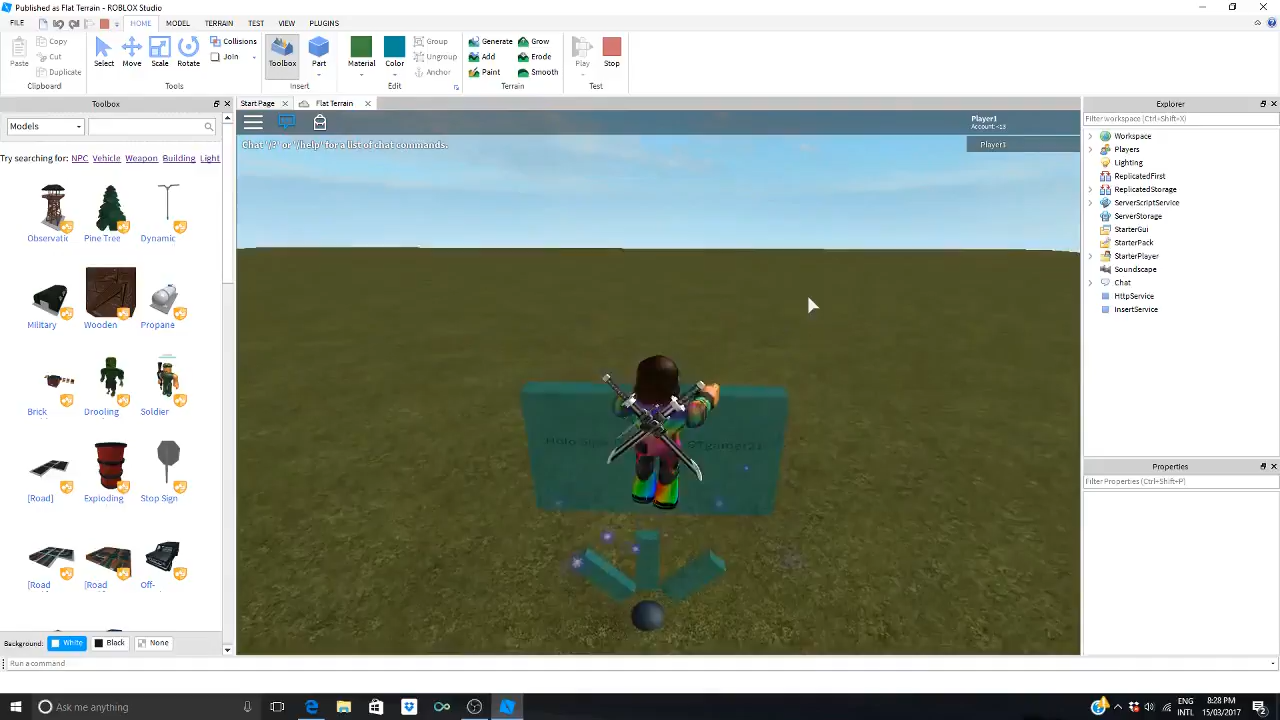 Published as Flat Terrain - ROBLOX Studio
FILE HOME MODEL TERRAIN TEST VIEW PLUGINS
Paste Copy Cut Duplicate Select Move Scale Rotate Collisions Join Toolbox Part Material Color Group Ungroup Anchor Generate Add Paint Grow Erode Smooth Play Stop
Clipboard Tools Insert Edit Terrain Test
Toolbox
Start Page Flat Terrain
Explorer
Models
Filter workspace (Ctrl+Shift+X)
Player1
Account: <13
Chat '/?' or '/help' for a list of chat commands.
Player1
Try searching for: NPC Vehicle Weapon Building Light
Observatic Pine Tree Dynamic
Military Wooden Propane
Brick Drooling Soldier
[Road] Exploding Stop Sign
[Road [Road Off-
Workspace
Players
Lighting
ReplicatedFirst
ReplicatedStorage
ServerScriptService
ServerStorage
StarterGui
StarterPack
StarterPlayer
Soundscape
Chat
HttpService
InsertService
Properties
Filter Properties (Ctrl+Shift+P)
Holo
Background: White Black None
Run a command
Ask me anything
ENG
INTL
8:28 PM
15/03/2017
2